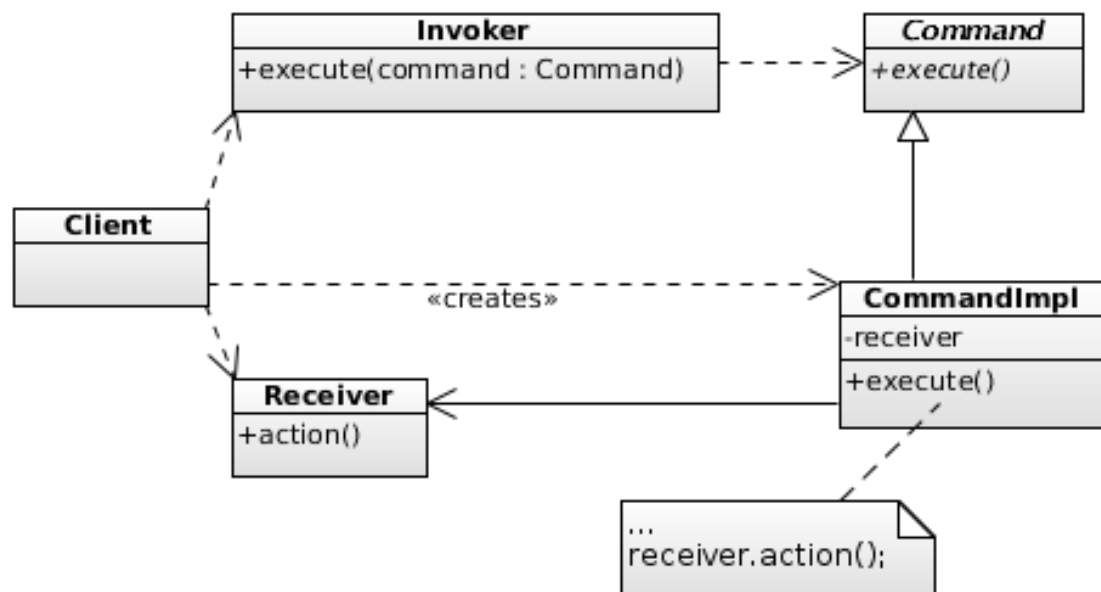 Invoker
+execute(command : Command)
Command
+execute()
Client
«creates»
CommandImpl
-receiver
+execute()
Receiver
+action()
...
receiver.action();